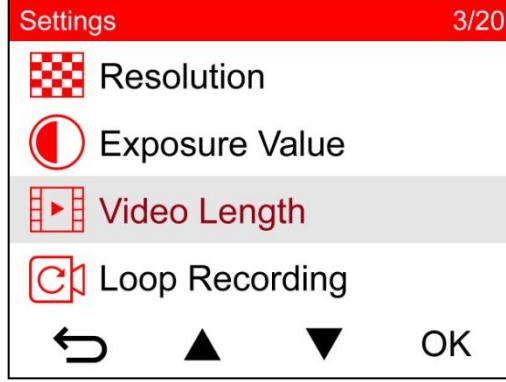 Settings 3/20
Resolution
Exposure Value
Video Length
Loop Recording
OK